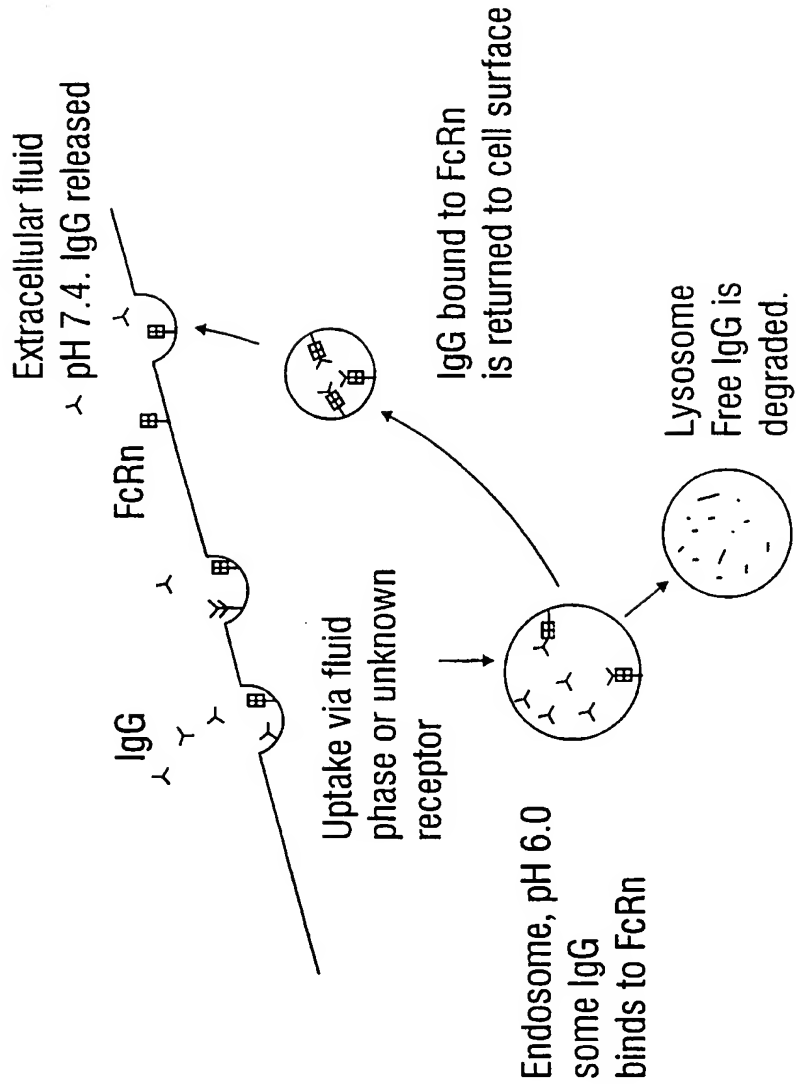 Extracellular fluid
pH 7.4. IgG released
FcRn
IgG
Uptake via fluid
phase or unknown
receptor
IgG bound to FcRn
is returned to cell surface
Endosome, pH 6.0
some IgG
binds to FcRn
Lysosome
Free IgG is
degraded.